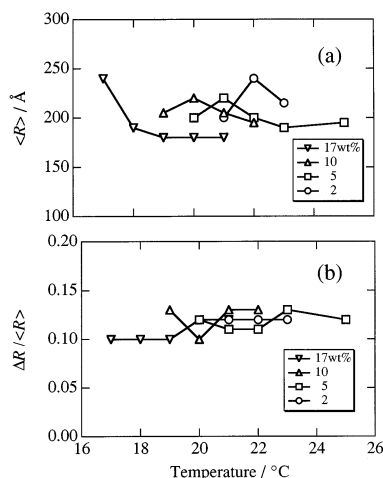 300
250
200
150
100
<R> / Å
(a)
17wt%
10
5
2
0.20
0.15
0.10
0.05
0.00
ΔR / <R>
(b)
17wt%
10
5
2
16 18 20 22 24 26
Temperature / °C